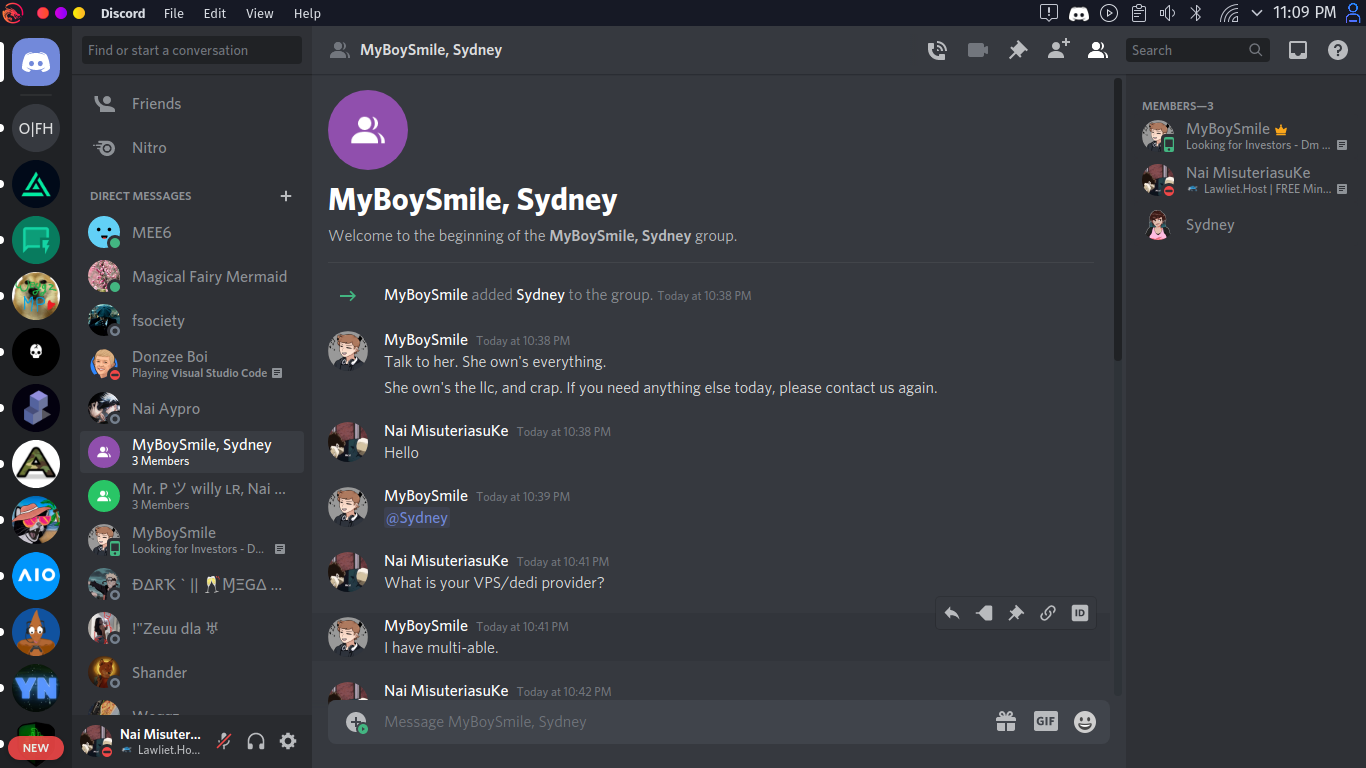 Discord File Edit View Help 11:09 PM
Find or start a conversation
Friends
Nitro
DIRECT MESSAGES
MEE6
Magical Fairy Mermaid
fsociety
Donzee Boi
Playing Visual Studio Code
Nai Aypro
MyBoySmile, Sydney
3 Members
Mr. P ツ willy ʟʀ, Nai ...
3 Members
MyBoySmile
Looking for Investors - D...
ĐΔRҠ ` || 🥂 ӍΞGΔ ...
!"Zeuu dla ♅
Shander
O|FH
AIO
YN
NEW
Nai Misuter...
Lawliet.Ho...
MyBoySmile, Sydney
Search
MyBoySmile, Sydney
Welcome to the beginning of the MyBoySmile, Sydney group.
MyBoySmile added Sydney to the group. Today at 10:38 PM
MyBoySmile Today at 10:38 PM
Talk to her. She own's everything.
She own's the llc, and crap. If you need anything else today, please contact us again.
Nai MisuteriasuKe Today at 10:38 PM
Hello
MyBoySmile Today at 10:39 PM
@Sydney
Nai MisuteriasuKe Today at 10:41 PM
What is your VPS/dedi provider?
ID
MyBoySmile Today at 10:41 PM
I have multi-able.
Nai MisuteriasuKe Today at 10:42 PM
Message MyBoySmile, Sydney
GIF
MEMBERS—3
MyBoySmile
Looking for Investors - Dm ...
Nai MisuteriasuKe
Lawliet.Host | FREE Min...
Sydney